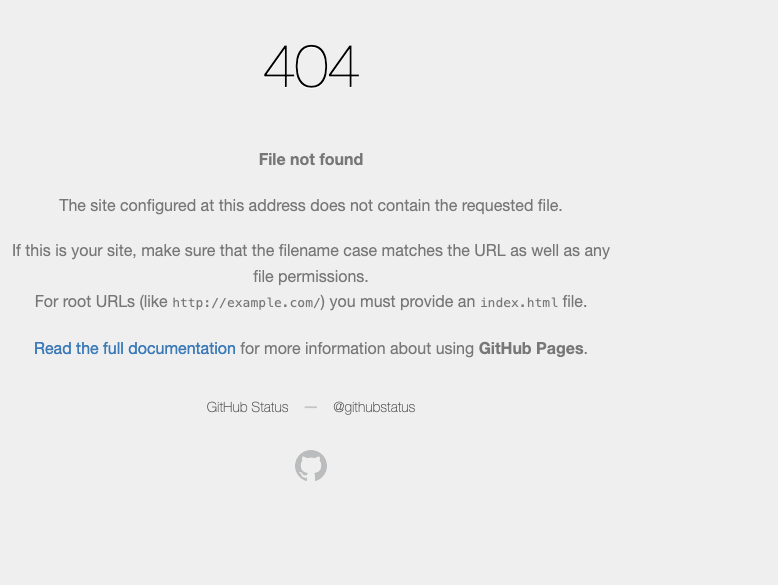 404
File not found
The site configured at this address does not contain the requested file.
If this is your site, make sure that the filename case matches the URL as well as any
file permissions.
For root URLs (like http://example.com/) you must provide an index.html file.
Read the full documentation for more information about using GitHub Pages.
GitHub Status — @githubstatus